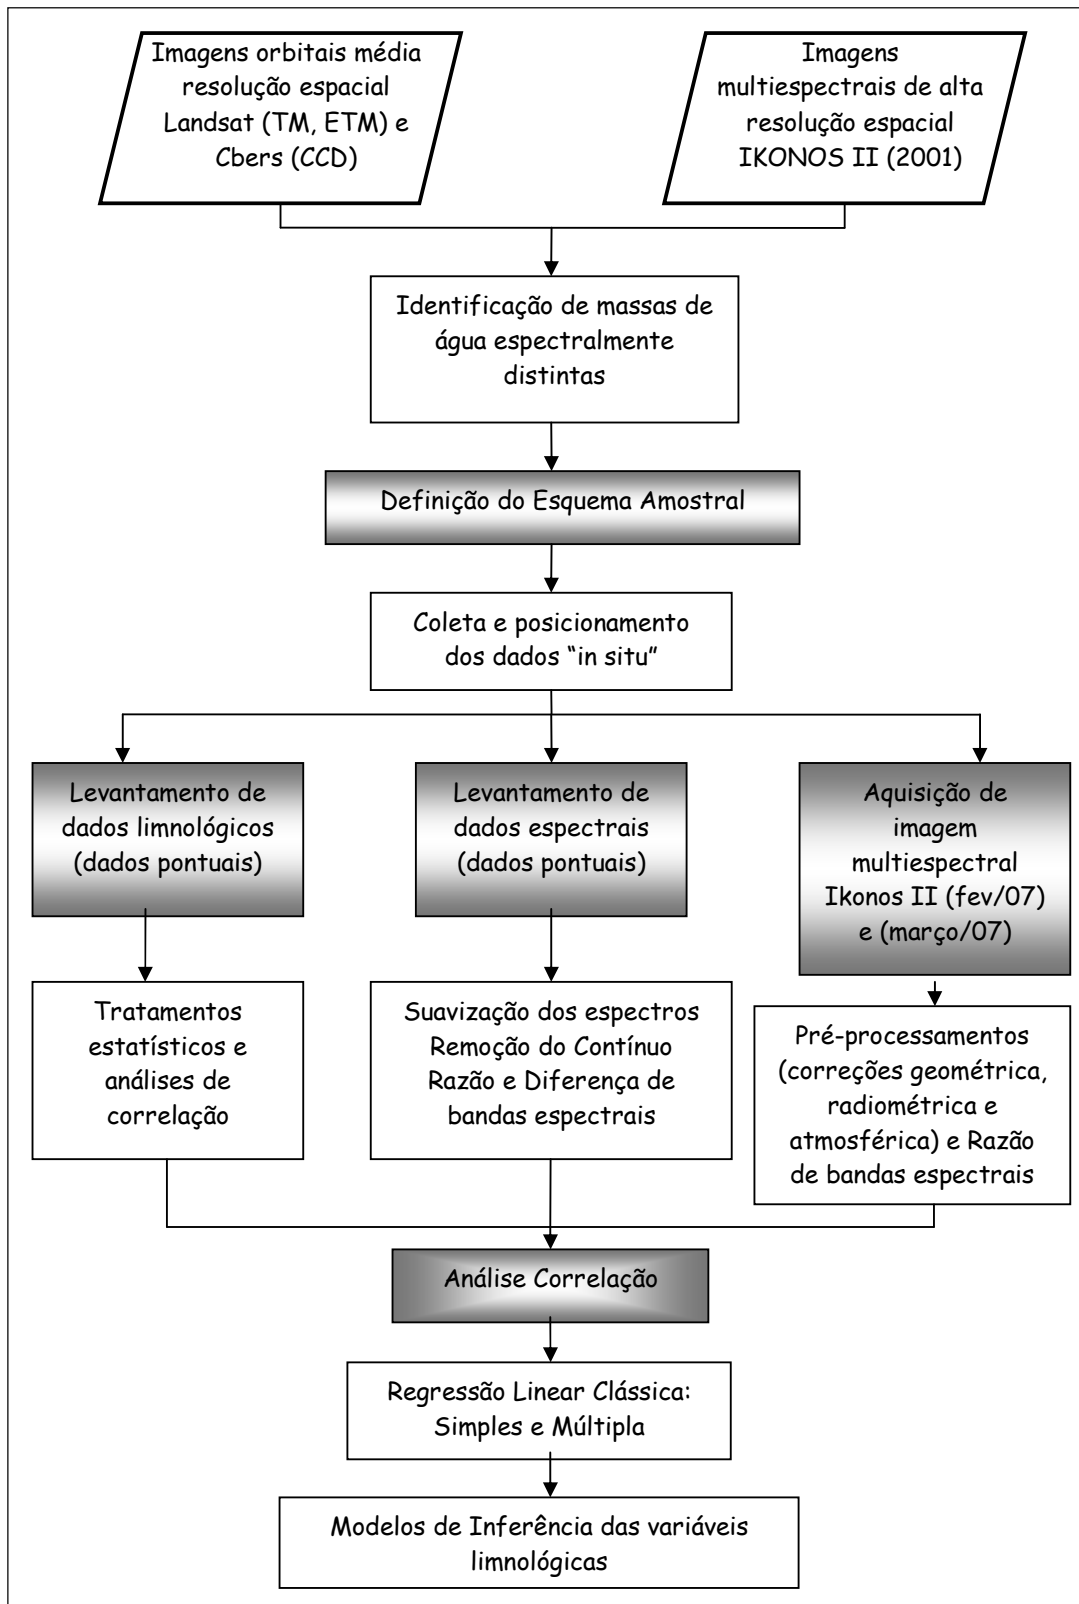 Imagens orbitais média
resolução espacial
Landsat (TM, ETM) e
Cbers (CCD)
Imagens
multiespectrais de alta
resolução espacial
IKONOS II (2001)
Identificação de massas de
água espectralmente
distintas
Definição do Esquema Amostral
Coleta e posicionamento
dos dados “in situ”
Levantamento de
dados limnológicos
(dados pontuais)
Levantamento de
dados espectrais
(dados pontuais)
Aquisição de
imagem
multiespectral
Ikonos II (fev/07)
e (março/07)
Tratamentos
estatísticos e
análises de
correlação
Suavização dos espectros
Remoção do Contínuo
Razão e Diferença de
bandas espectrais
Pré-processamentos
(correções geométrica,
radiométrica e
atmosférica) e Razão
de bandas espectrais
Análise Correlação
Regressão Linear Clássica:
Simples e Múltipla
Modelos de Inferência das variáveis
limnológicas